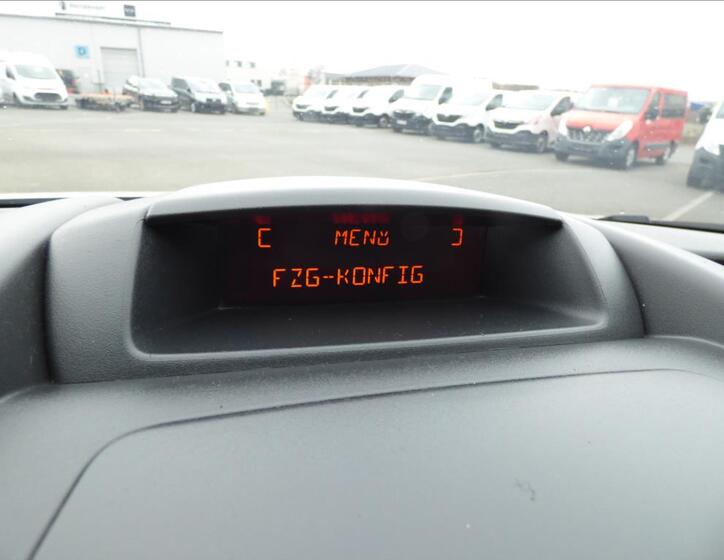 D
[ MENÜ ]
FZG--KONFIG